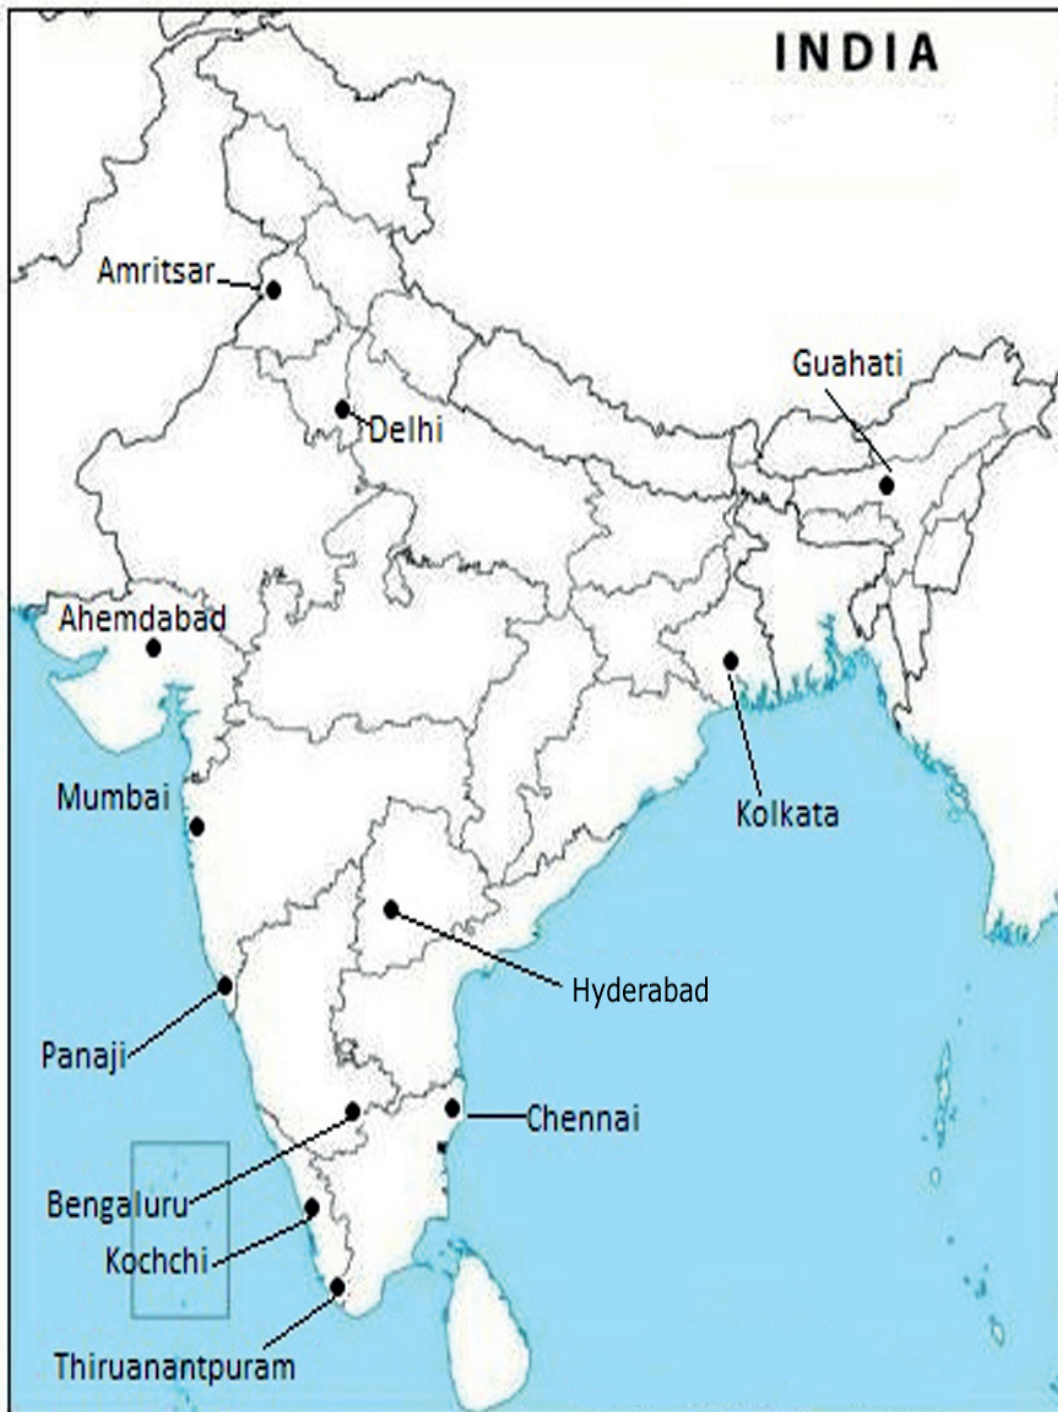 INDIA
Amritsar
Guahati
Delhi
Ahemdabad
Mumbai
Kolkata
Hyderabad
Panaji
Chennai
Bengaluru
Kochchi
Thiruanantpuram